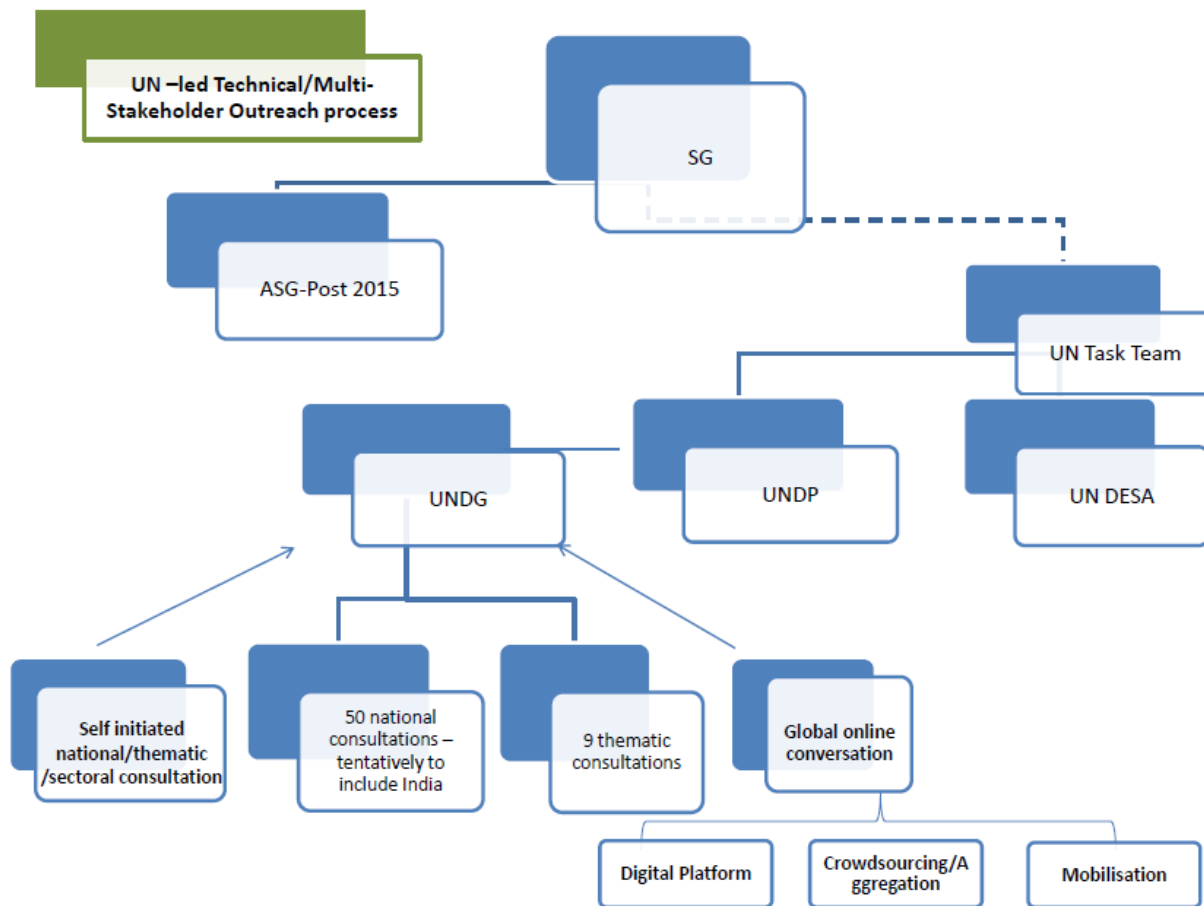 UN –led Technical/Multi-
Stakeholder Outreach process
SG
ASG-Post 2015
UN Task Team
UNDG
UNDP
UN DESA
Self initiated
national/thematic
/sectoral consultation
50 national
consultations –
tentatively to
include India
9 thematic
consultations
Global online
conversation
Digital Platform
Crowdsourcing/A
ggregation
Mobilisation